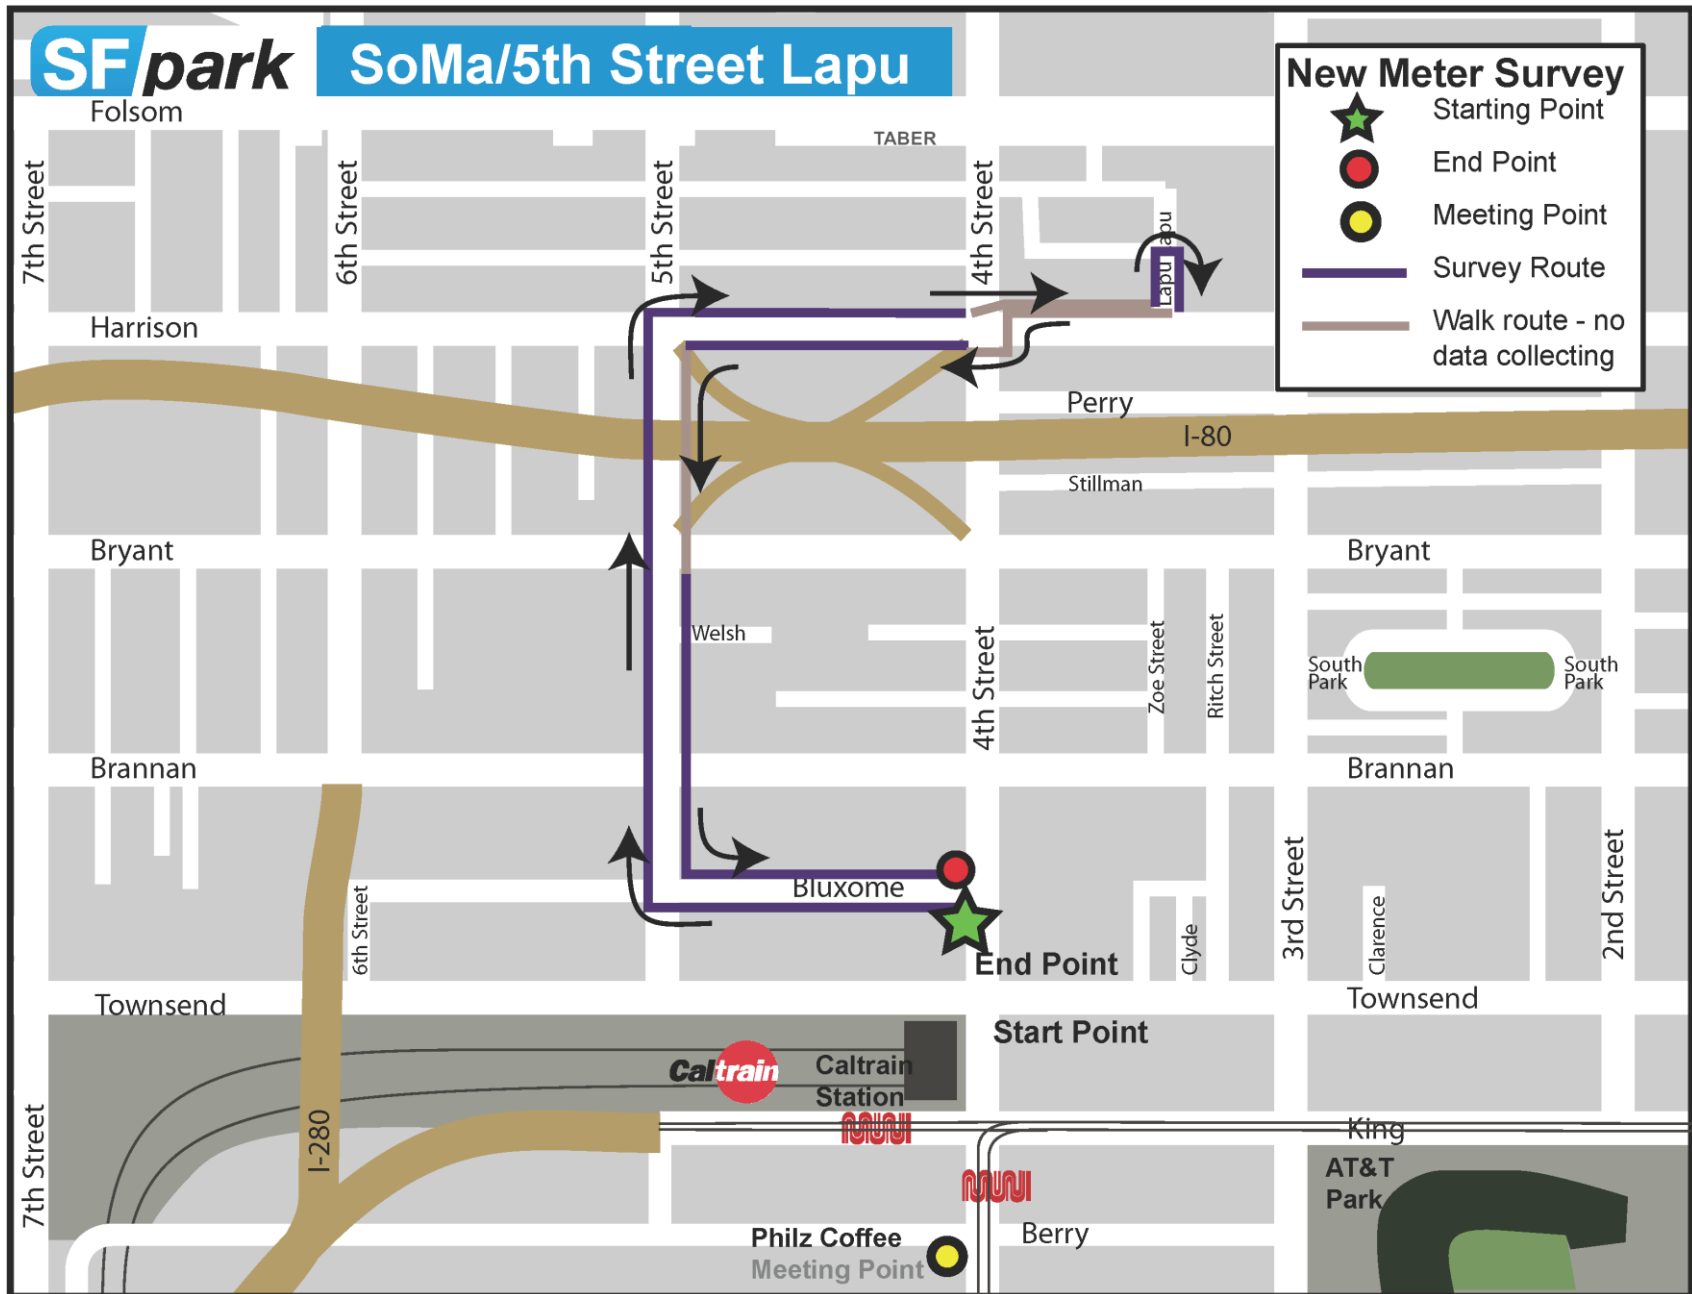 SFpark
SoMa/5th Street Lapu
New Meter Survey
Starting Point
End Point
Meeting Point
Survey Route
Walk route - no
data collecting
Folsom
TABER
7th Street
6th Street
5th Street
4th Street
Lapu
Lapu
Harrison
Perry
I-80
Stillman
Bryant
Bryant
Welsh
4th Street
Zoe Street
Ritch Street
South
Park
South
Park
Brannan
Brannan
Bluxome
6th Street
3rd Street
2nd Street
Clyde
Clarence
End Point
Townsend
Townsend
Start Point
Caltrain
Caltrain
Station
MUNI
King
7th Street
I-280
MUNI
AT&T
Park
Philz Coffee
Meeting Point
Berry